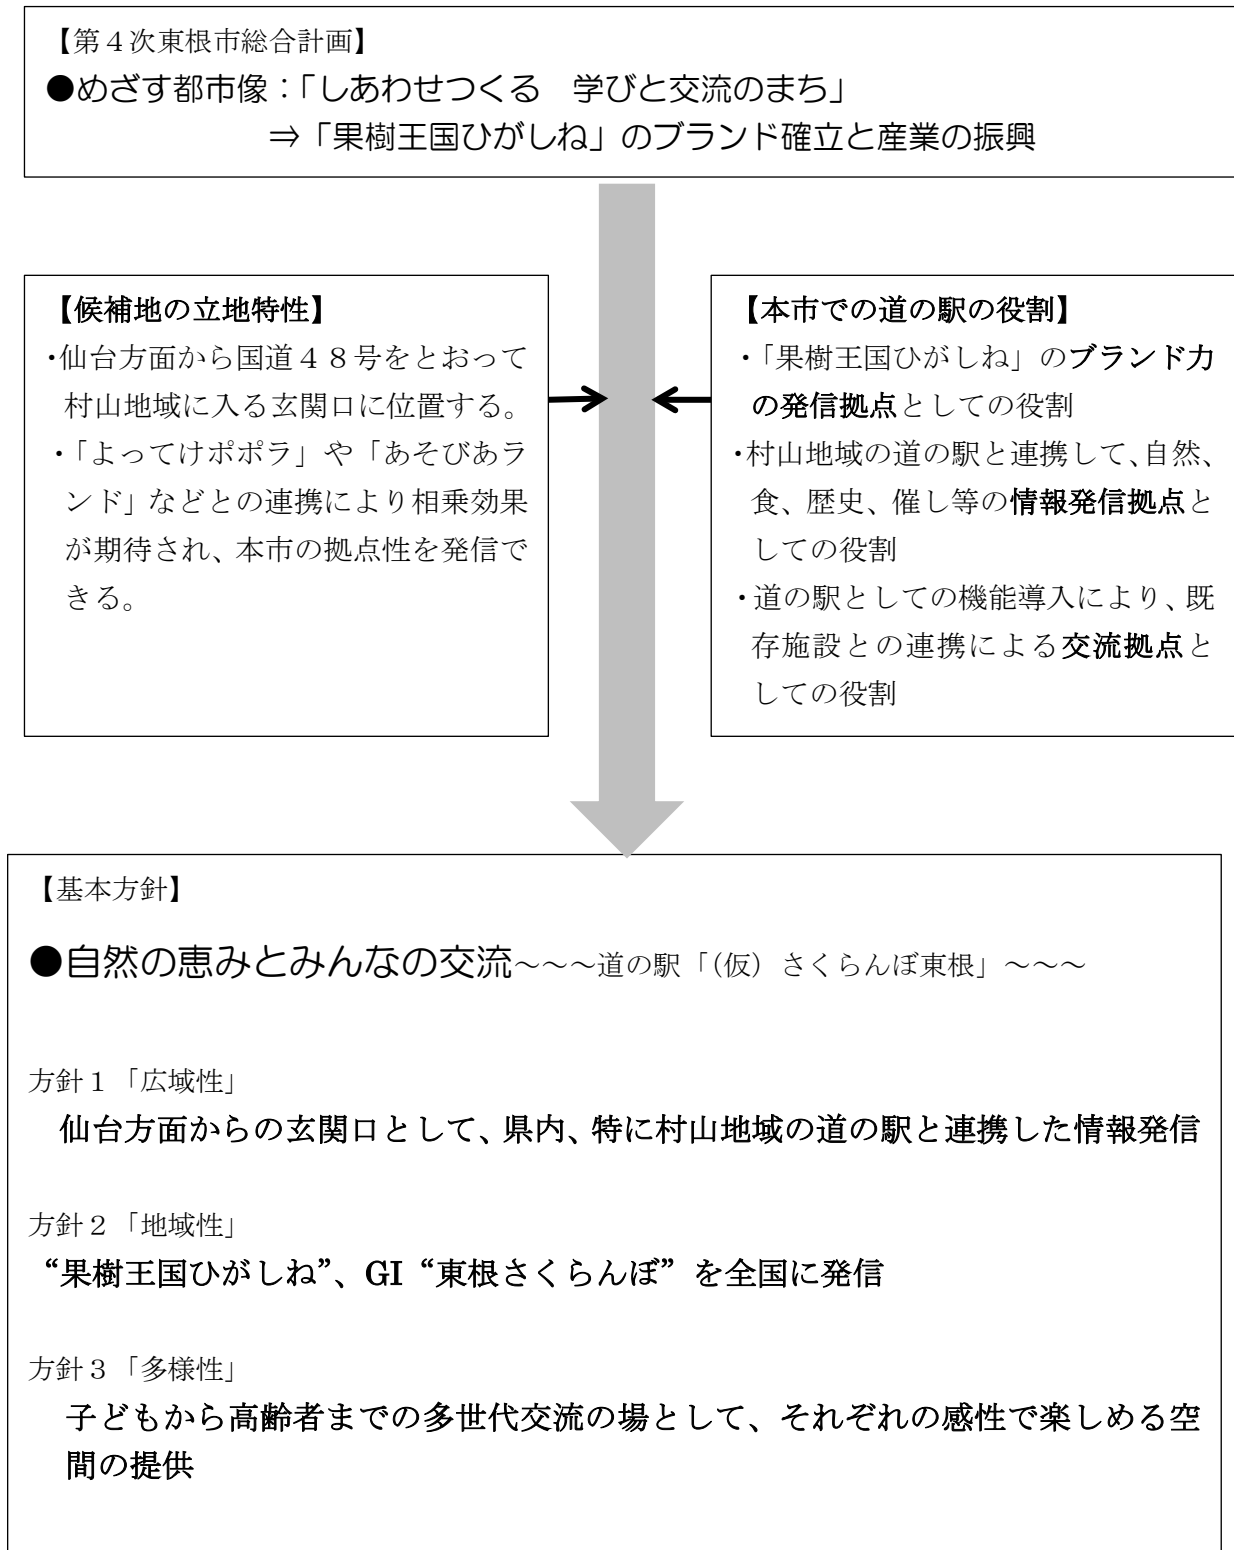 【第４次東根市総合計画】
●めざす都市像：「しあわせつくる　学びと交流のまち」
⇒「果樹王国ひがしね」のブランド確立と産業の振興
【候補地の立地特性】
・仙台方面から国道４８号をとおって
村山地域に入る玄関口に位置する。
・「よってけポポラ」や「あそびあラ
ンド」などとの連携により相乗効果
が期待され、本市の拠点性を発信で
きる。
【本市での道の駅の役割】
・「果樹王国ひがしね」のブランド力
の発信拠点としての役割
・村山地域の道の駅と連携して、自然、
食、歴史、催し等の情報発信拠点と
しての役割
・道の駅としての機能導入により、既
存施設との連携による交流拠点と
しての役割
【基本方針】
●自然の恵みとみんなの交流～～～道の駅「（仮）さくらんぼ東根」～～～
方針１「広域性」
仙台方面からの玄関口として、県内、特に村山地域の道の駅と連携した情報発信
方針２「地域性」
“果樹王国ひがしね”、GI“東根さくらんぼ”を全国に発信
方針３「多様性」
子どもから高齢者までの多世代交流の場として、それぞれの感性で楽しめる空
間の提供